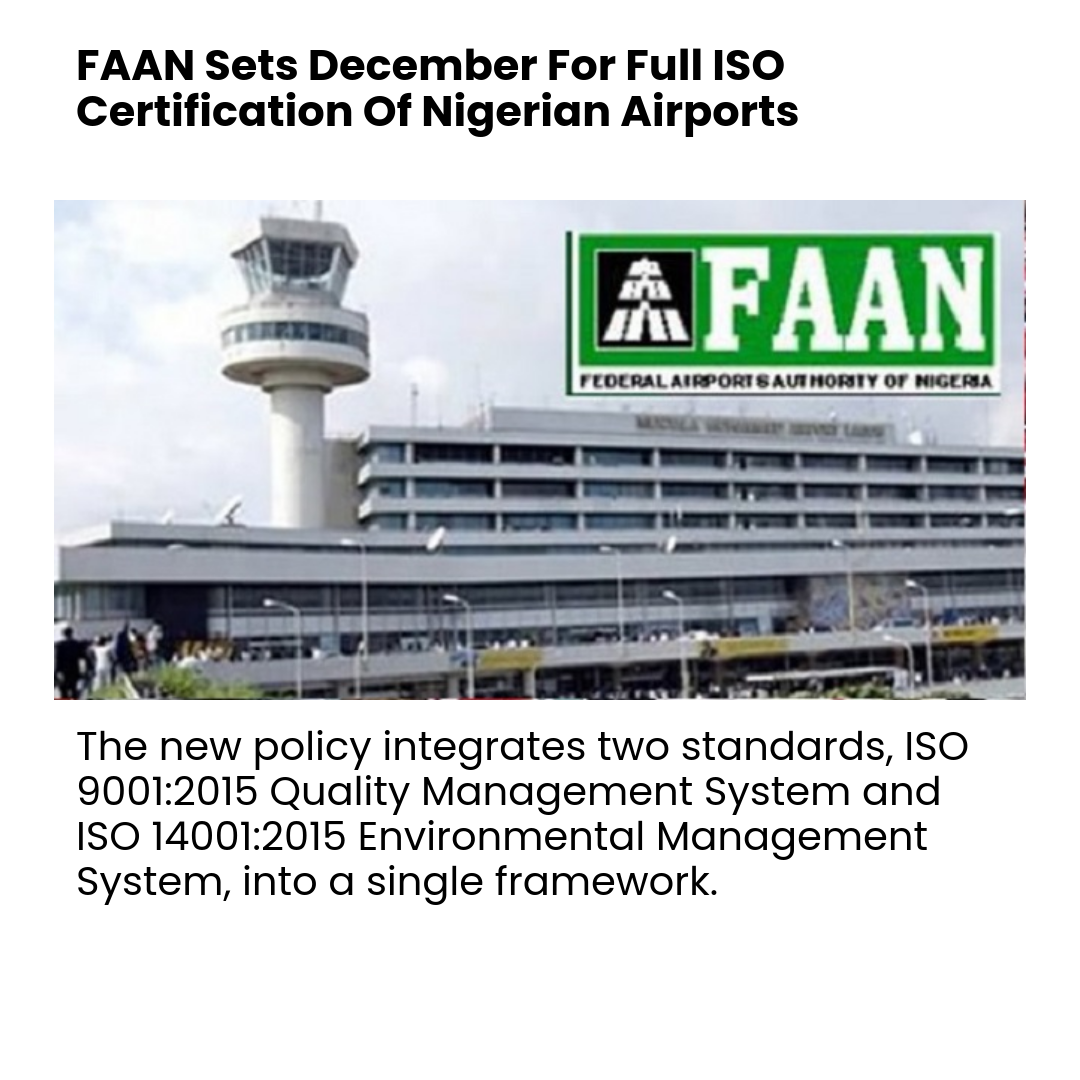 FAAN Sets December For Full ISO
Certification Of Nigerian Airports
FAAN
FEDERAL AIRPORTS AUTHORITY OF NIGERIA
The new policy integrates two standards, ISO
9001:2015 Quality Management System and
ISO 14001:2015 Environmental Management
System, into a single framework.